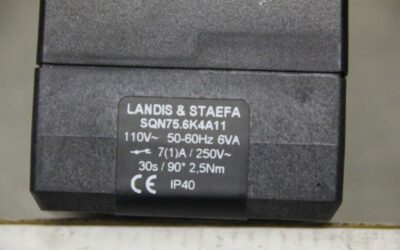 LANDIS & STAEFA
SQN75.6K4A11
110V~ 50-60Hz 6VA
7(1)A / 250V~
30s / 90° 2,5Nm
CE IP40